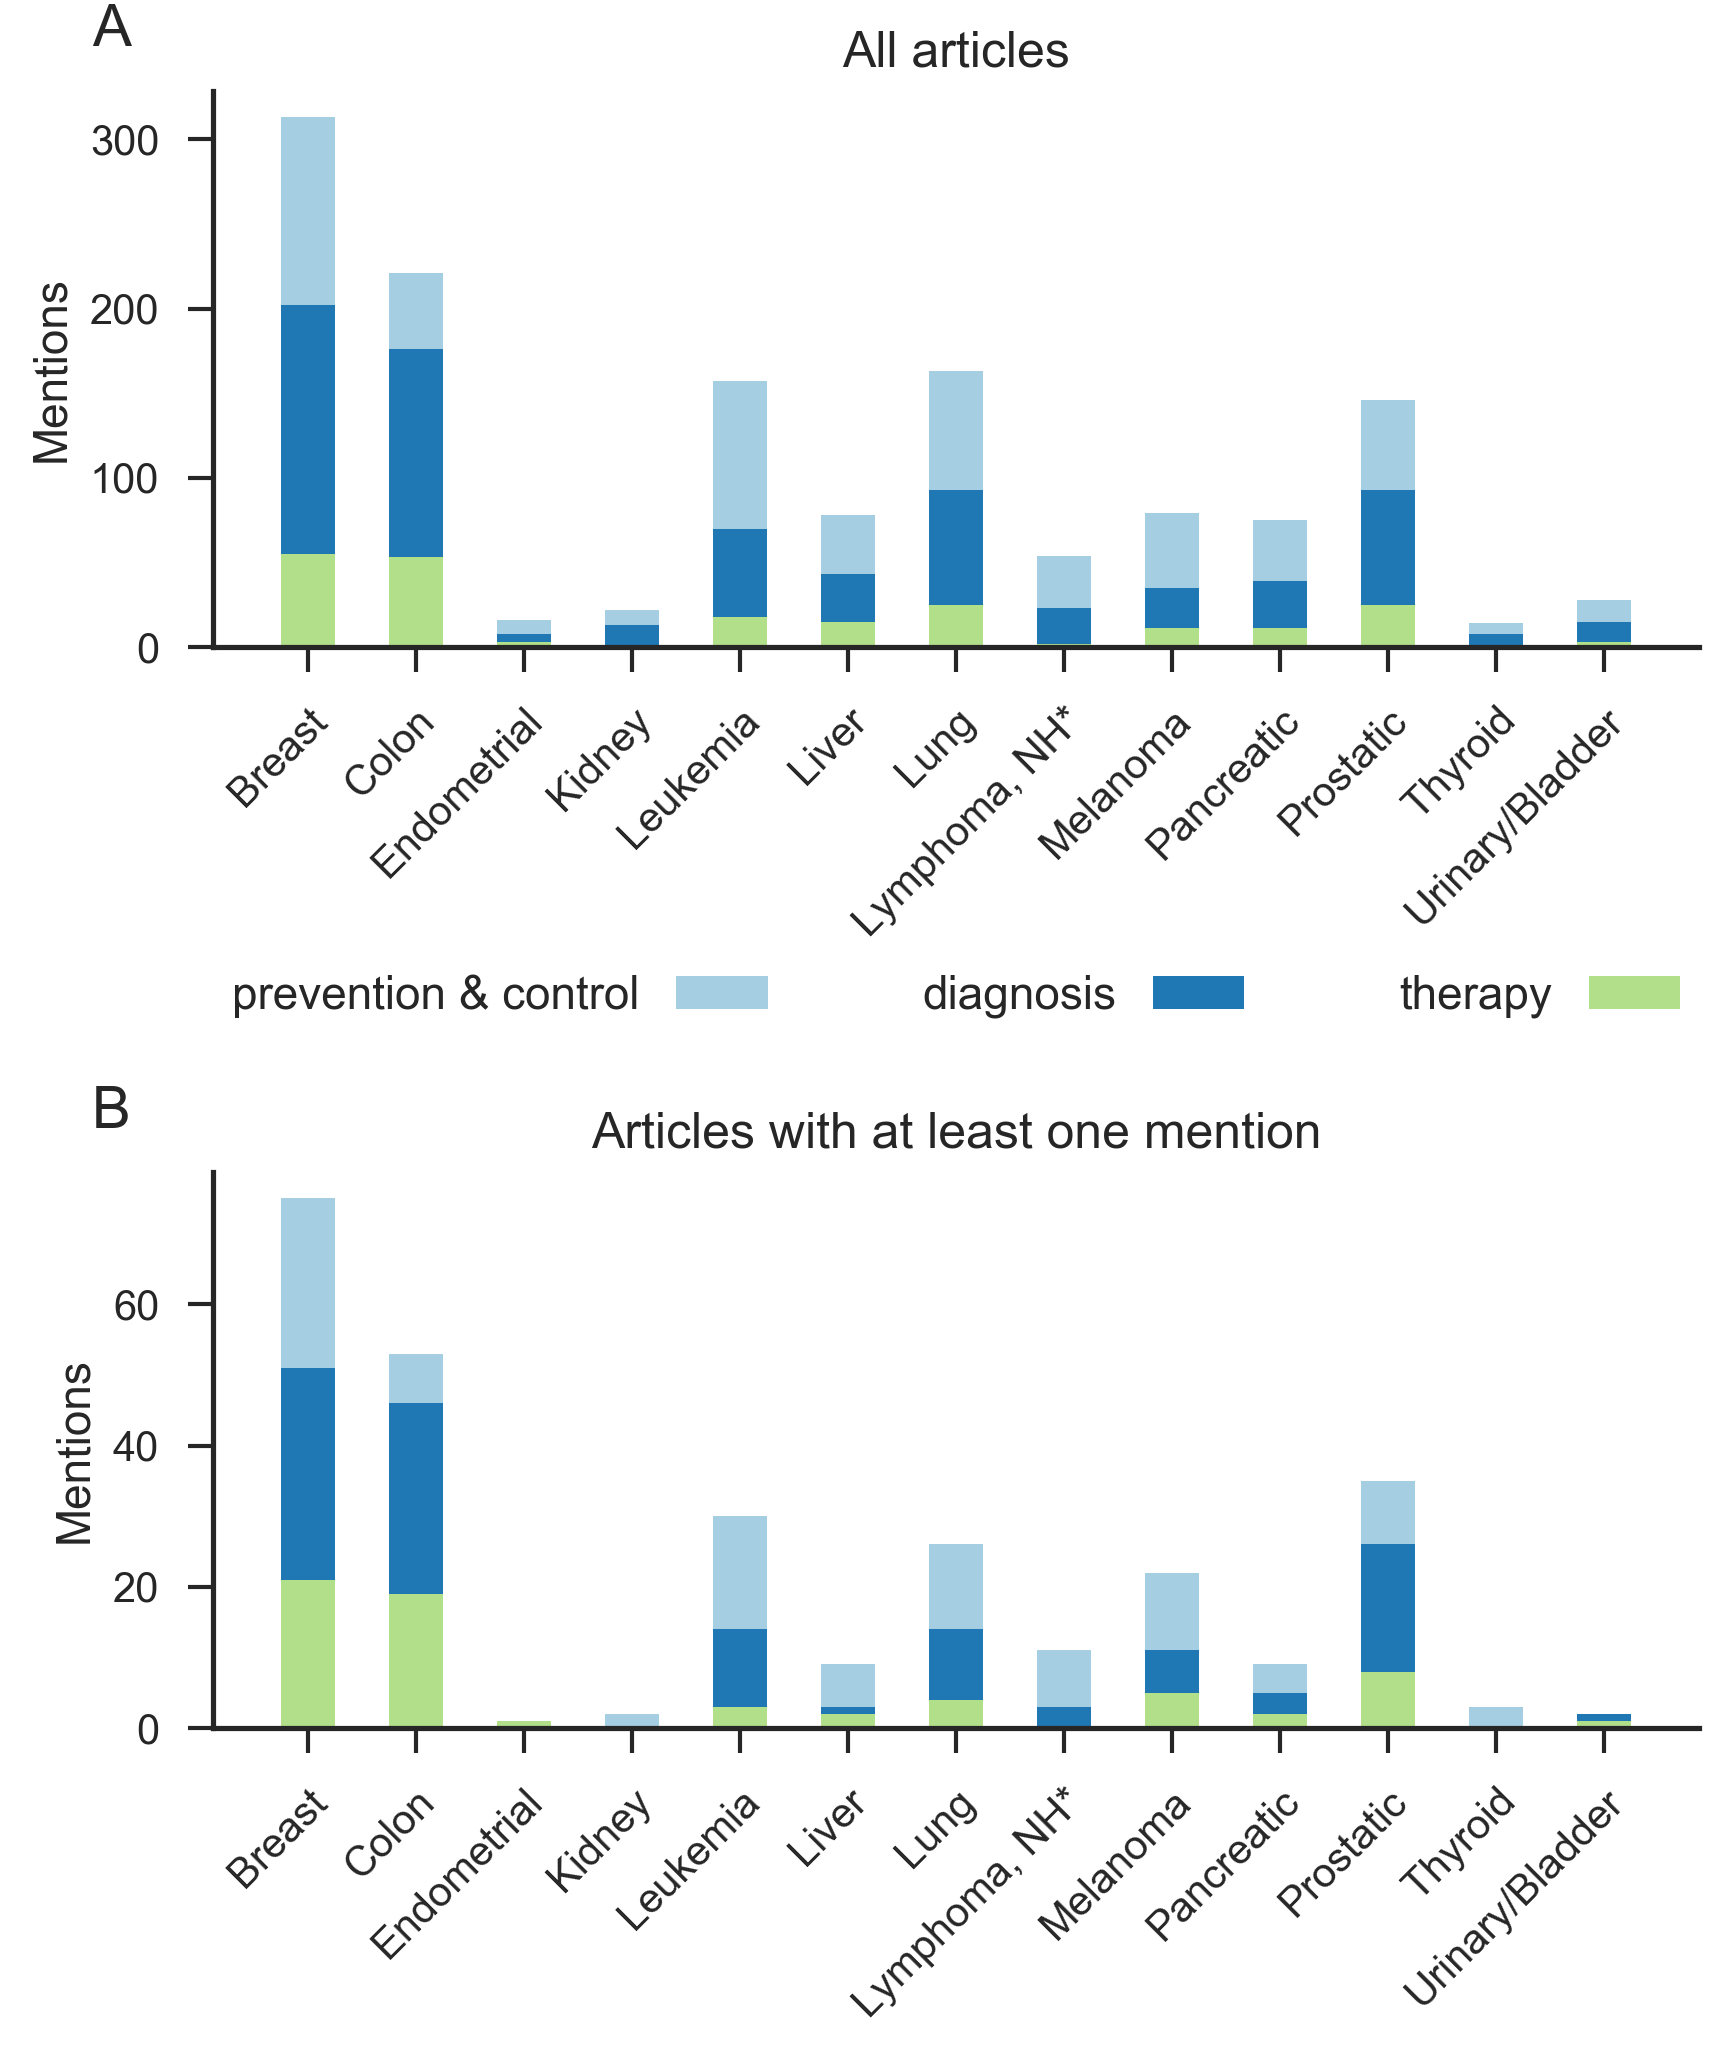 A
All articles
Mentions
300
200
100
0
Breast
Colon
Endometrial
Kidney
Leukemia
Liver
Lung
Lymphoma, NH*
Melanoma
Pancreatic
Prostatic
Thyroid
Urinary/Bladder
prevention & control
diagnosis
therapy
B
Articles with at least one mention
Mentions
60
40
20
0
Breast
Colon
Endometrial
Kidney
Leukemia
Liver
Lung
Lymphoma, NH*
Melanoma
Pancreatic
Prostatic
Thyroid
Urinary/Bladder